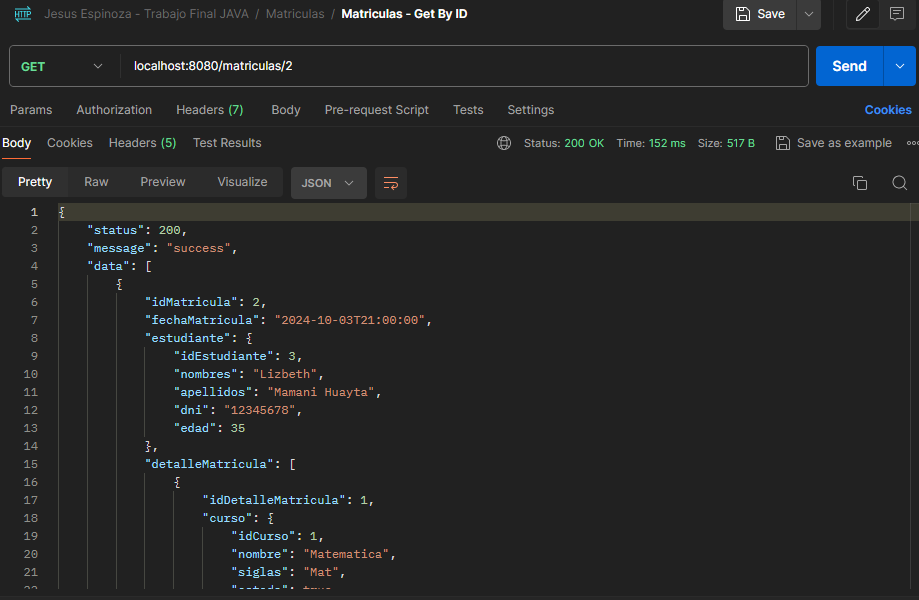 HTTP Jesus Espinoza - Trabajo Final JAVA / Matriculas / Matriculas - Get By ID Save
GET localhost:8080/matriculas/2 Send
Params Authorization Headers (7) Body Pre-request Script Tests Settings Cookies
Body Cookies Headers (5) Test Results Status: 200 OK Time: 152 ms Size: 517 B Save as example
Pretty Raw Preview Visualize JSON
1 {
2 "status": 200,
3 "message": "success",
4 "data": [
5 {
6 "idMatricula": 2,
7 "fechaMatricula": "2024-10-03T21:00:00",
8 "estudiante": {
9 "idEstudiante": 3,
10 "nombres": "Lizbeth",
11 "apellidos": "Mamani Huayta",
12 "dni": "12345678",
13 "edad": 35
14 },
15 "detalleMatricula": [
16 {
17 "idDetalleMatricula": 1,
18 "curso": {
19 "idCurso": 1,
20 "nombre": "Matematica",
21 "siglas": "Mat",